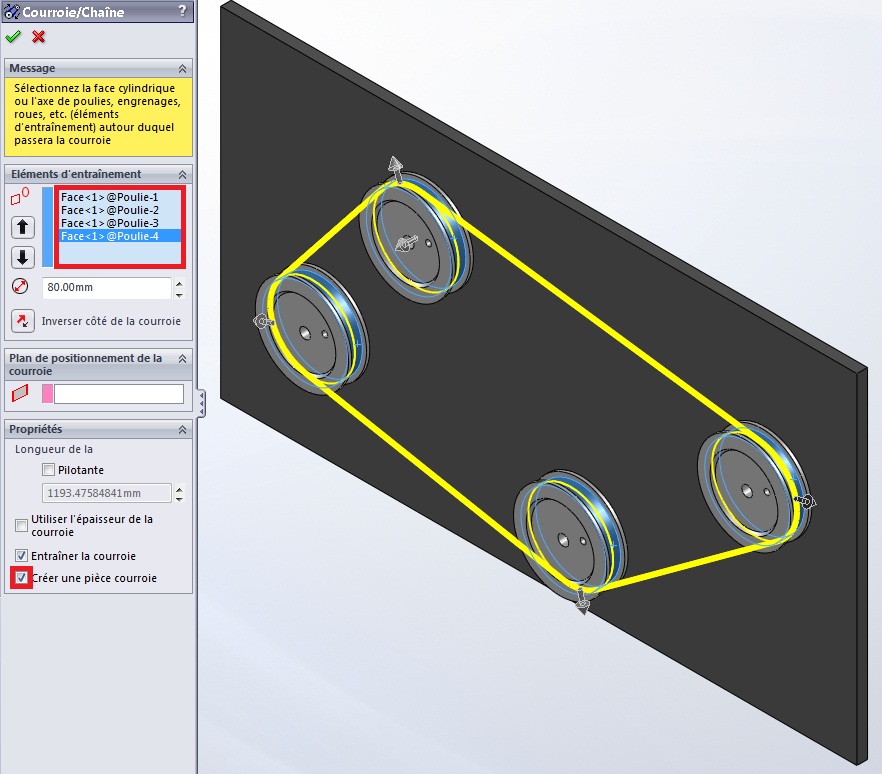 Courroie/Chaîne ?
Message
Sélectionnez la face cylindrique
ou l'axe de poulies, engrenages,
roues, etc. (éléments
d'entraînement) autour duquel
passera la courroie
Eléments d'entraînement
Face<1>@Poulie-1
Face<1>@Poulie-2
Face<1>@Poulie-3
Face<1>@Poulie-4
80.00mm
Inverser côté de la courroie
Plan de positionnement de la
courroie
Propriétés
Longueur de la
Pilotante
1193.47584841mm
Utiliser l'épaisseur de la
courroie
Entraîner la courroie
Créer une pièce courroie